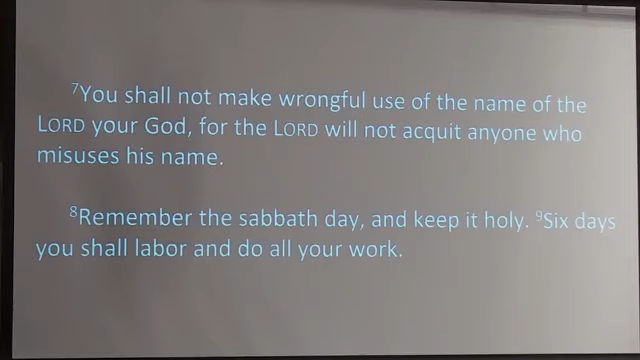 ⁷You shall not make wrongful use of the name of the
LORD your God, for the LORD will not acquit anyone who
misuses his name.
⁸Remember the sabbath day, and keep it holy. ⁹Six days
you shall labor and do all your work.